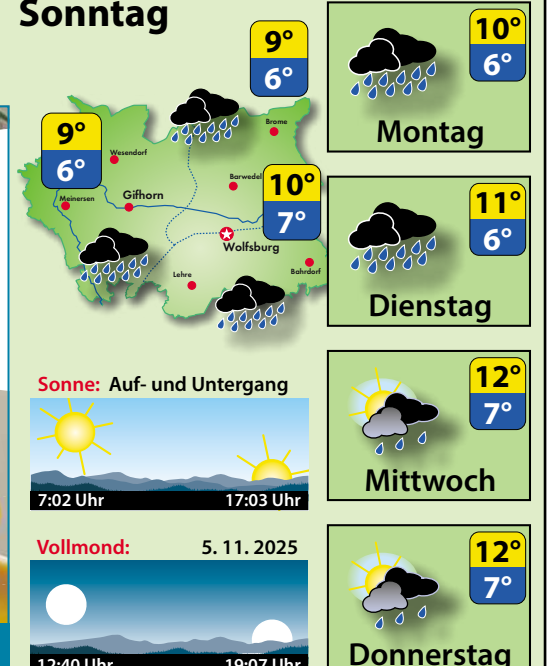 Sonntag
9°
6°
9°
6°
10°
7°
Brome
Wesendorf
Barwedel
Meinersen
Gifhorn
Wolfsburg
Lehre
Bahrdorf
10°
6°
Montag
11°
6°
Dienstag
12°
7°
Mittwoch
12°
7°
Donnerstag
Sonne: Auf- und Untergang
7:02 Uhr 17:03 Uhr
Vollmond: 5. 11. 2025
12:40 Uhr 19:07 Uhr